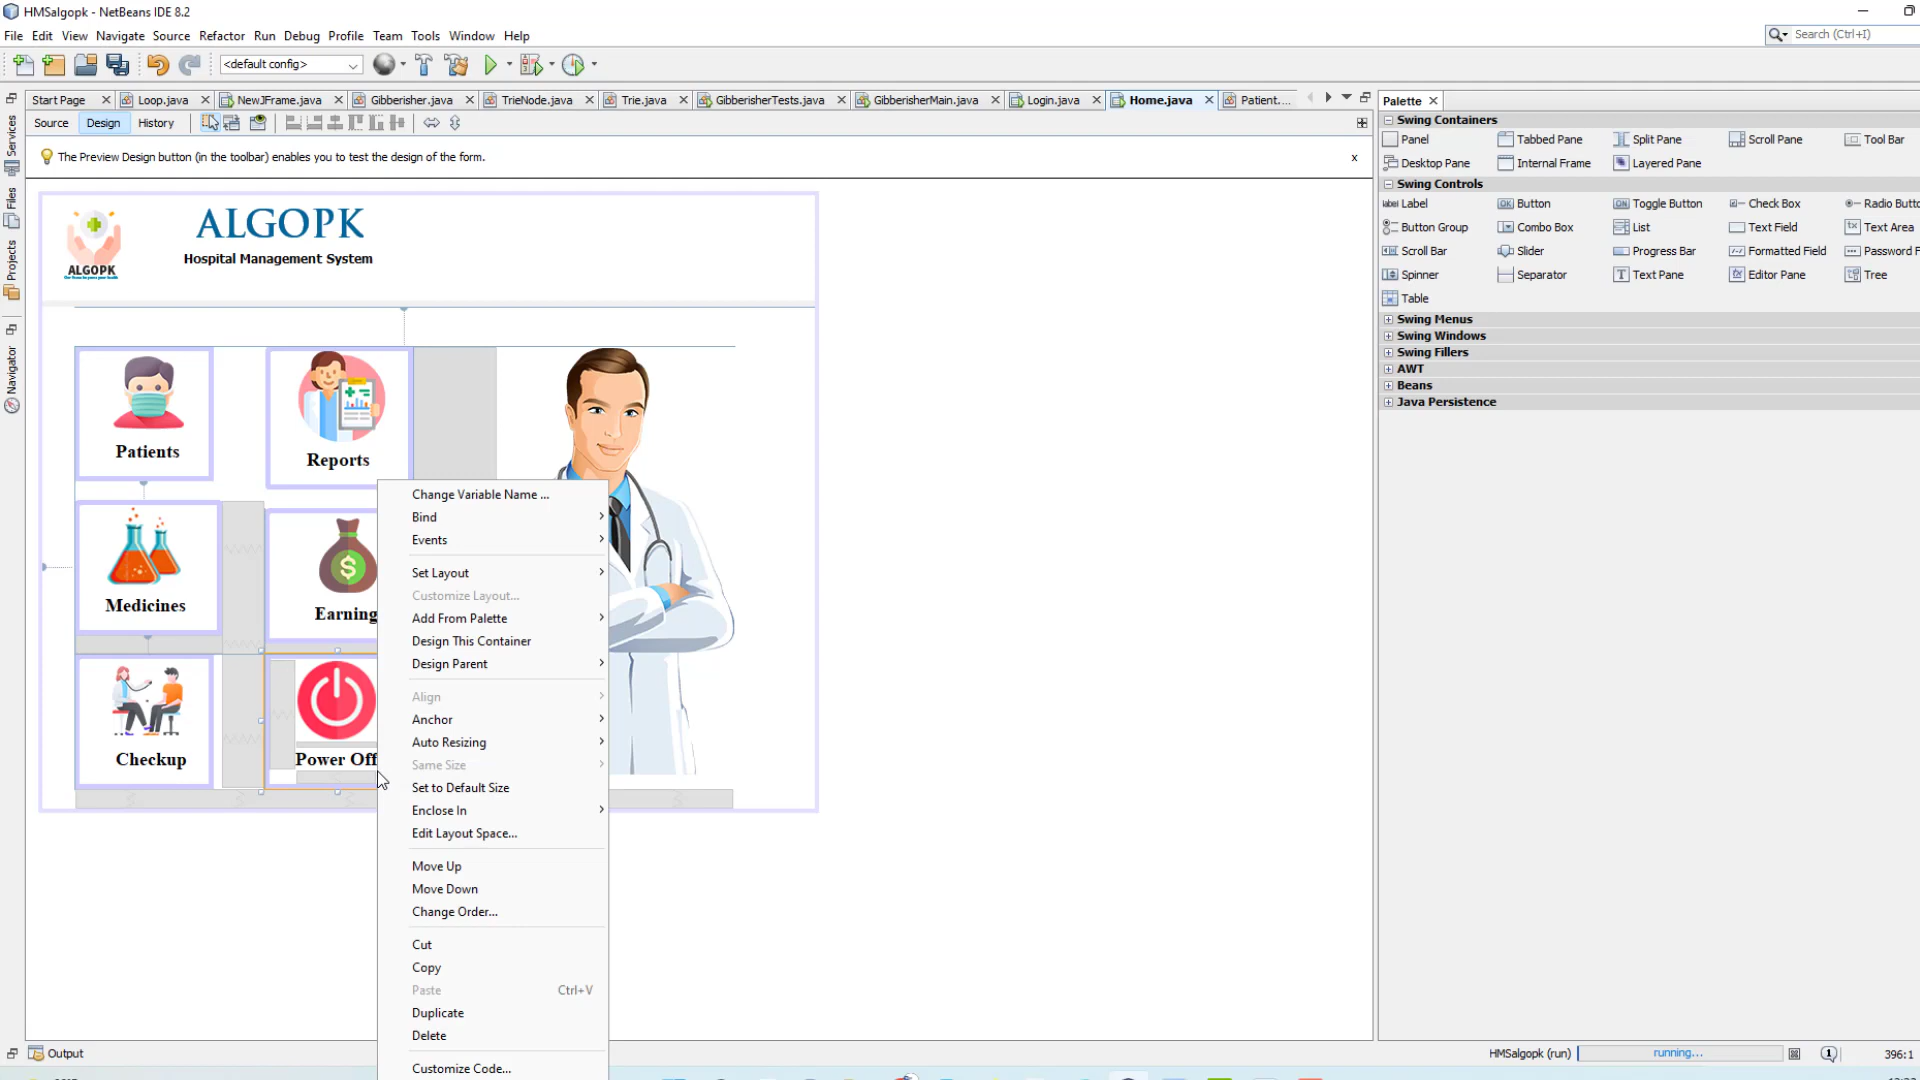 HMSalgopk - NetBeans IDE 8.2
File Edit View Navigate Source Refactor Run Debug Profile Team Tools Window Help
Search (Ctrl+I)
<default config>
Start Page Loop.java NewJFrame.java Gibberisher.java TrieNode.java Trie.java GibberisherTests.java GibberisherMain.java Login.java Home.java Patient....
Source Design History
The Preview Design button (in the toolbar) enables you to test the design of the form.
x
Services
Files
Projects
Navigator
ALGOPK
Hospital Management System
ALGOPK
Patients
Reports
Medicines
Earning
Checkup
Power Off
Change Variable Name ...
Bind
Events
Set Layout
Customize Layout...
Add From Palette
Design This Container
Design Parent
Align
Anchor
Auto Resizing
Same Size
Set to Default Size
Enclose In
Edit Layout Space...
Move Up
Move Down
Change Order...
Cut
Copy
Paste Ctrl+V
Duplicate
Delete
Customize Code...
Palette
Swing Containers
Panel Tabbed Pane Split Pane Scroll Pane Tool Bar
Desktop Pane Internal Frame Layered Pane
Swing Controls
label Label OK Button ON Toggle Button Check Box Radio Butto
Button Group Combo Box List Text Field Text Area
Scroll Bar Slider Progress Bar Formatted Field Password F
Spinner Separator Text Pane Editor Pane Tree
Table
Swing Menus
Swing Windows
Swing Fillers
AWT
Beans
Java Persistence
Output
HMSalgopk (run) running... 396:1